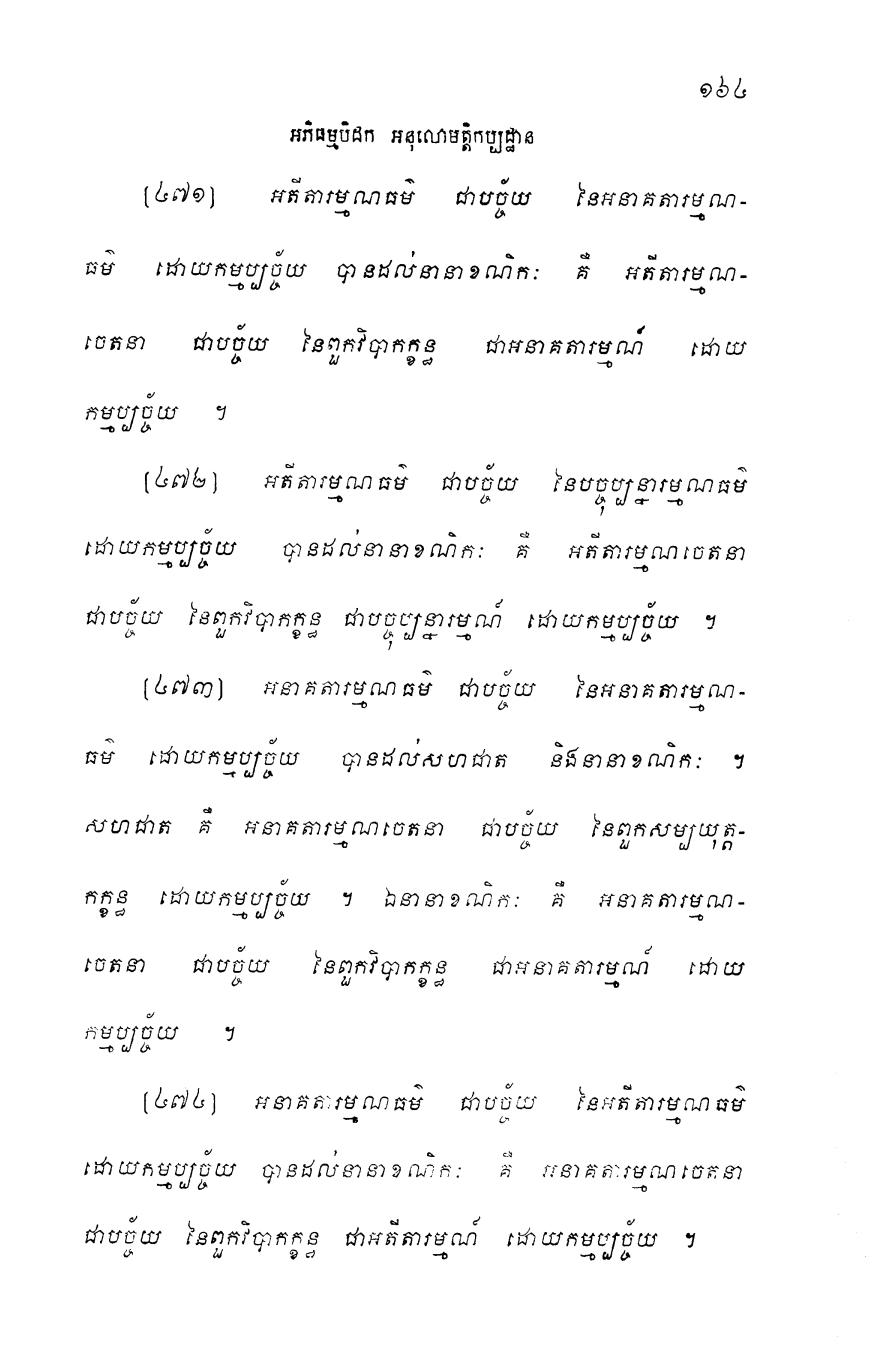 ១៦៤
អភិធម្មបិដក អនុលោមត្តិកប្បដ្ឋាន
[៤៧១] អតីតារម្មណធម៌ ជាបច្ច័យ នៃអនាគតារម្មណ-
ធម៌ ដោយកម្មប្បច្ច័យ បានដល់នានាខណិកៈ គឺ អតីតារម្មណ-
ចេតនា ជាបច្ច័យ នៃពួកវិបាកក្ខន្ធ ជាអនាគតារម្មណ៍ ដោយ
កម្មប្បច្ច័យ ។
[៤៧២] អតីតារម្មណធម៌ ជាបច្ច័យ នៃបច្ចុប្បន្នារម្មណធម៌
ដោយកម្មប្បច្ច័យ បានដល់នានាខណិកៈ គឺ អតីតារម្មណចេតនា
ជាបច្ច័យ នៃពួកវិបាកក្ខន្ធ ជាបច្ចុប្បន្នារម្មណ៍ ដោយកម្មប្បច្ច័យ ។
[៤៧៣] អនាគតារម្មណធម៌ ជាបច្ច័យ នៃអនាគតារម្មណ-
ធម៌ ដោយកម្មប្បច្ច័យ បានដល់សហជាត និងនានាខណិកៈ ។
សហជាត គឺ អនាគតារម្មណចេតនា ជាបច្ច័យ នៃពួកសម្បយុត្ត-
កក្ខន្ធ ដោយកម្មប្បច្ច័យ ។ ឯនានាខណិកៈ គឺ អនាគតារម្មណ-
ចេតនា ជាបច្ច័យ នៃពួកវិបាកក្ខន្ធ ជាអនាគតារម្មណ៍ ដោយ
កម្មប្បច្ច័យ ។
[៤៧៤] អនាគតារម្មណធម៌ ជាបច្ច័យ នៃអតីតារម្មណធម៌
ដោយកម្មប្បច្ច័យ បានដល់នានាខណិកៈ គឺ អនាគតារម្មណចេតនា
ជាបច្ច័យ នៃពួកវិបាកក្ខន្ធ ជាអតីតារម្មណ៍ ដោយកម្មប្បច្ច័យ ។